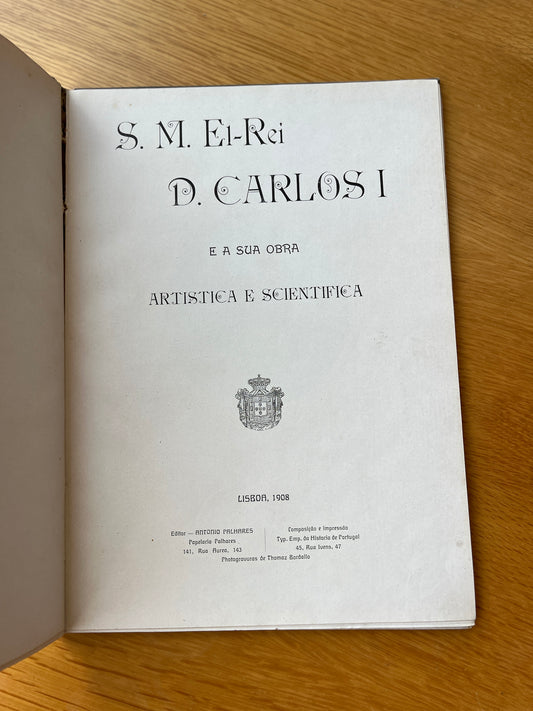 S. M. El-Rei
D. CARLOS I
E A SUA OBRA
ARTISTICA E SCIENTIFICA
LISBOA, 1908
Editor — ANTONIO PALHARES
Papelaria Palhares
141, Rua Aurea, 143
Composição e impressão
Typ. Emp. da Historia de Portugal
45, Rua Ivens, 47
Photogravuras de Thomaz Bordallo